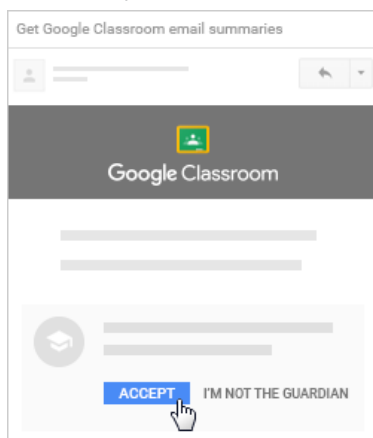 Get Google Classroom email summaries
Google Classroom
ACCEPT I'M NOT THE GUARDIAN